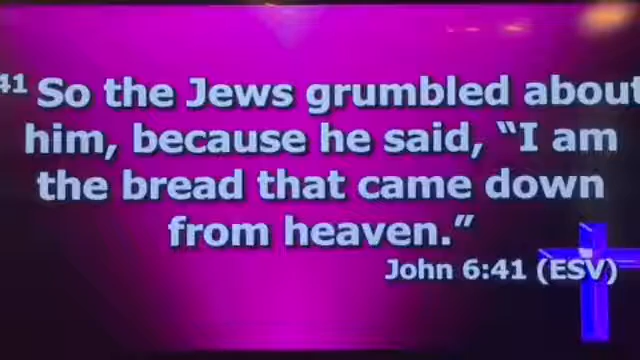 41 So the Jews grumbled about
him, because he said, “I am
the bread that came down
from heaven.”
John 6:41 (ESV)